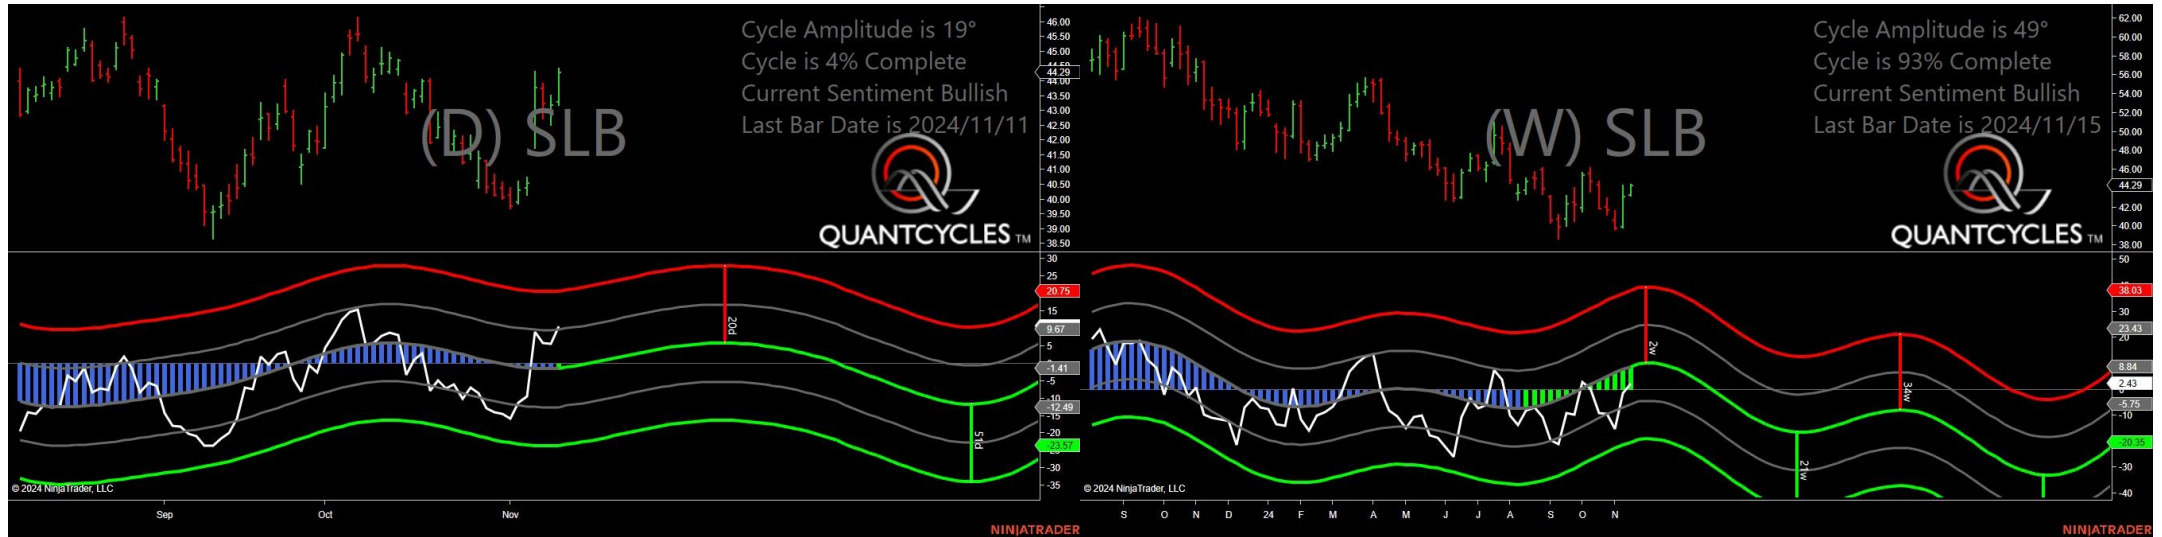 Cycle Amplitude is 19°
Cycle is 4% Complete
Current Sentiment Bullish
Last Bar Date is 2024/11/11
(D) SLB
QUANTCYCLES TM
46.00
45.50
45.00
44.29
44.00
43.50
43.00
42.50
42.00
41.50
41.00
40.50
40.00
39.50
39.00
38.50
30
25
20.75
15
9.67
5
-1.41
-5
-10
-12.49
-15
-20
-23.57
-30
-35
20d
51d
© 2024 NinjaTrader, LLC
Sep
Oct
Nov
NINJATRADER
Cycle Amplitude is 49°
Cycle is 93% Complete
Current Sentiment Bullish
Last Bar Date is 2024/11/15
(W) SLB
QUANTCYCLES TM
62.00
60.00
58.00
56.00
54.00
52.00
50.00
48.00
46.00
44.29
42.00
40.00
38.00
50
38.03
30
23.43
20
8.84
2.43
-5.75
-10
-20.35
-30
-40
2w
34w
21w
© 2024 NinjaTrader, LLC
S
O
N
D
24
F
M
A
M
J
J
A
S
O
N
NINJATRADER